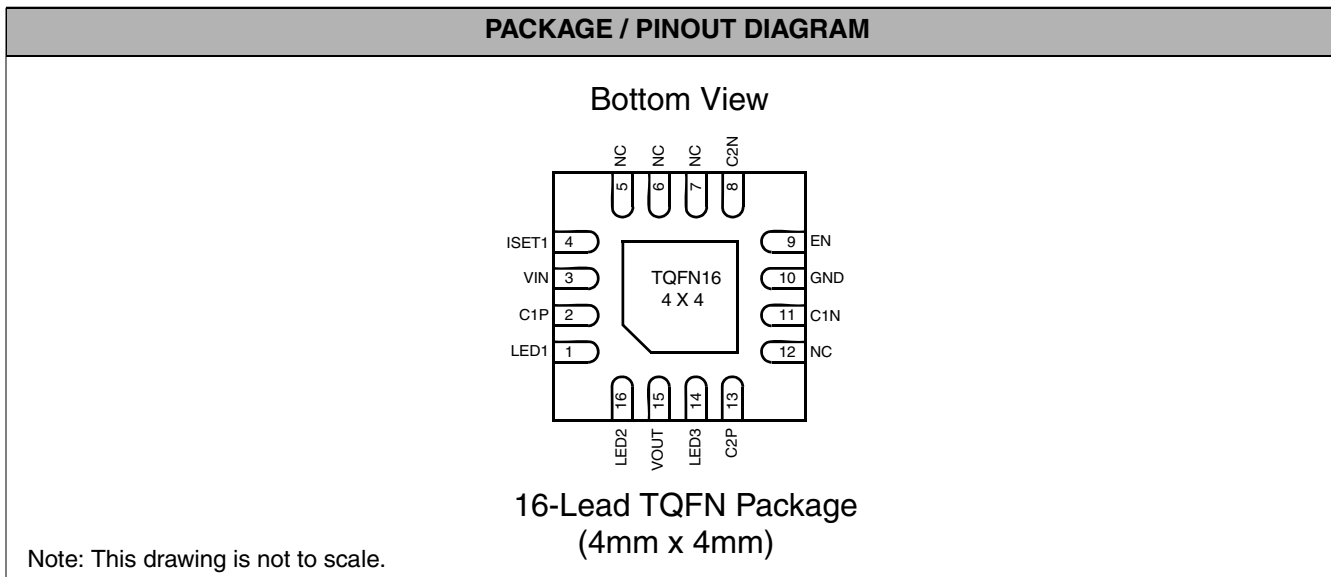 PACKAGE / PINOUT DIAGRAM
Bottom View
NC NC NC C2N
5 6 7 8
ISET1 4 9 EN
VIN 3 TQFN16 10 GND
4 X 4
C1P 2 11 C1N
LED1 1 12 NC
16 15 14 13
LED2 VOUT LED3 C2P
16-Lead TQFN Package
(4mm x 4mm)
Note: This drawing is not to scale.